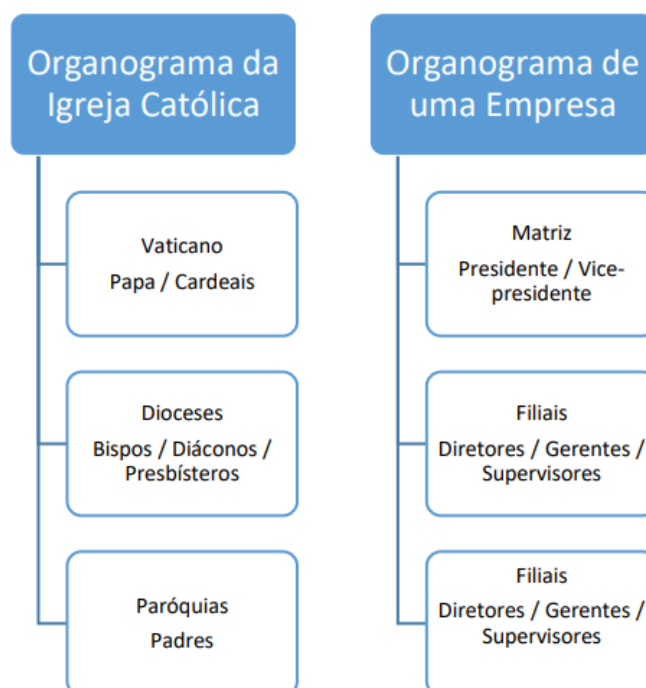 Organograma da
Igreja Católica
Vaticano
Papa / Cardeais
Dioceses
Bispos / Diáconos /
Presbísteros
Paróquias
Padres
Organograma de
uma Empresa
Matriz
Presidente / Vice-
presidente
Filiais
Diretores / Gerentes /
Supervisores
Filiais
Diretores / Gerentes /
Supervisores